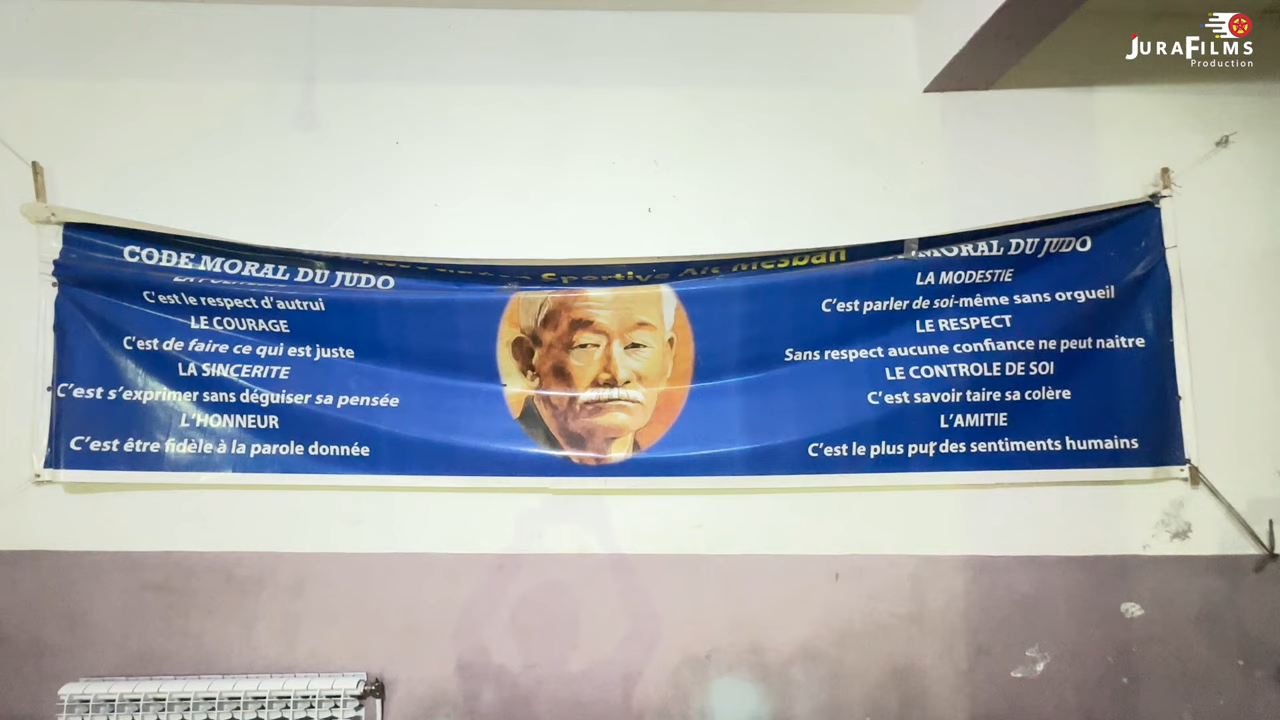 JURAFILMS
Production
Sportive Aït Mesbah
CODE MORAL DU JUDO
C'est le respect d'autrui
LE COURAGE
C'est de faire ce qui est juste
LA SINCERITE
C'est s'exprimer sans déguiser sa pensée
L'HONNEUR
C'est être fidèle à la parole donnée
MORAL DU JUDO
LA MODESTIE
C'est parler de soi-même sans orgueil
LE RESPECT
Sans respect aucune confiance ne peut naitre
LE CONTROLE DE SOI
C'est savoir taire sa colère
L'AMITIE
C'est le plus pur des sentiments humains